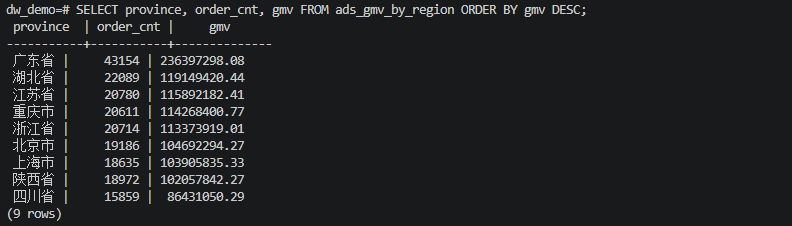 dw_demo=# SELECT province, order_cnt, gmv FROM ads_gmv_by_region ORDER BY gmv DESC;
 province  | order_cnt |     gmv
-----------+-----------+--------------
 广东省 |     43154 | 236397298.08
 湖北省 |     22089 | 119149420.44
 江苏省 |     20780 | 115892182.41
 重庆市 |     20611 | 114268400.77
 浙江省 |     20714 | 113373919.01
 北京市 |     19186 | 104692294.27
 上海市 |     18635 | 103905835.33
 陕西省 |     18972 | 102057842.27
 四川省 |     15859 |  86431050.29
(9 rows)